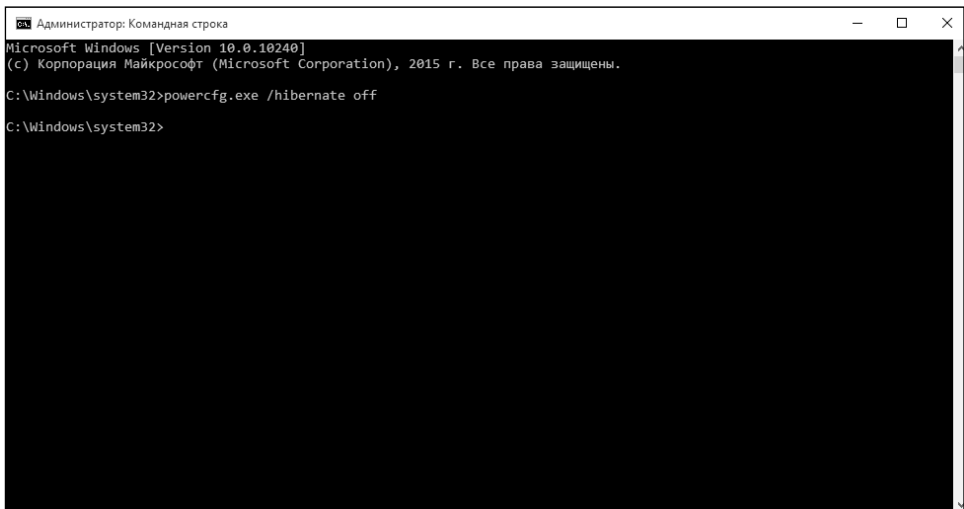 Администратор: Командная строка
Microsoft Windows [Version 10.0.10240]
(c) Корпорация Майкрософт (Microsoft Corporation), 2015 г. Все права защищены.
C:\Windows\system32>powercfg.exe /hibernate off
C:\Windows\system32>